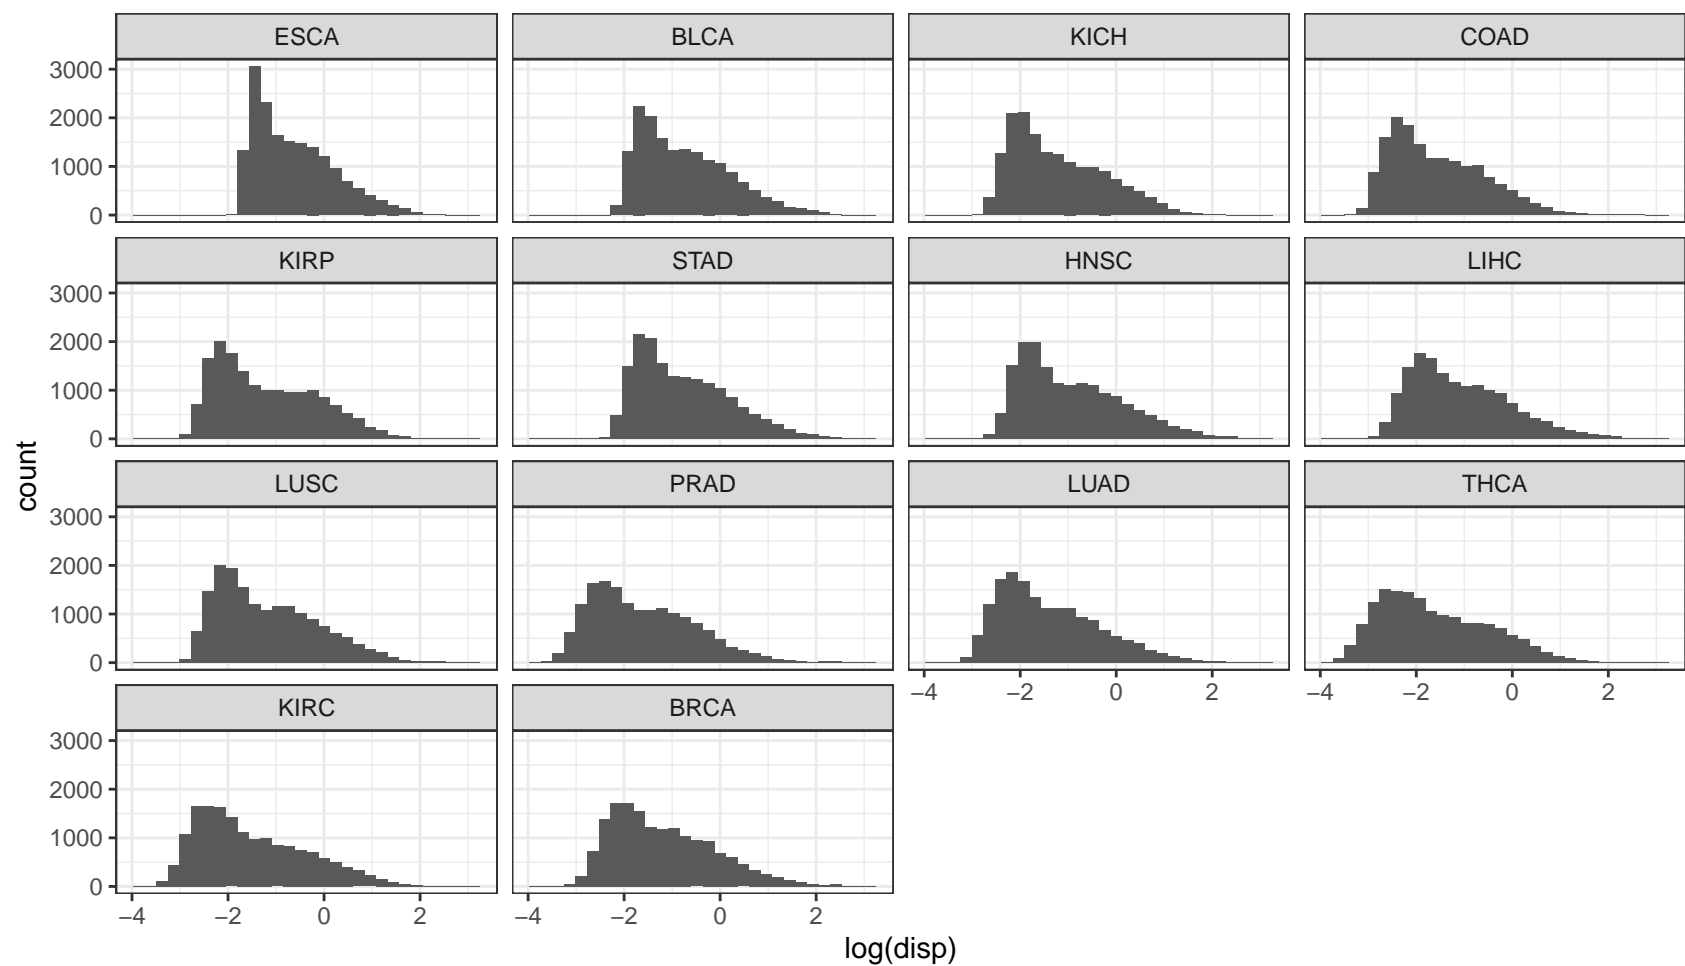 ESCA BLCA KICH COAD
3000
2000
1000
0
KIRP STAD HNSC LIHC
3000
2000
1000
0
LUSC PRAD LUAD THCA
3000
2000
1000
0
−4 −2 0 2 −4 −2 0 2
KIRC BRCA
3000
2000
1000
0
−4 −2 0 2 −4 −2 0 2
count
log(disp)